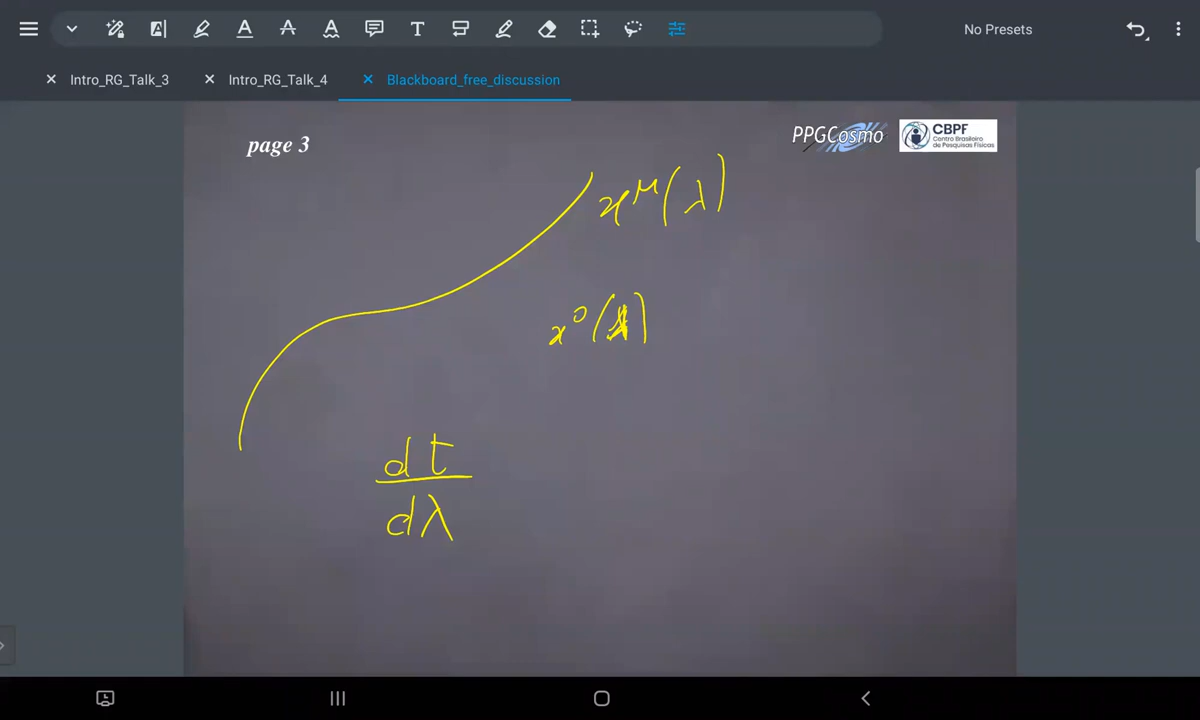 No Presets
Intro_RG_Talk_3
Intro_RG_Talk_4
Blackboard_free_discussion
page 3
PPGCosmo
CBPF
Centro Brasileiro
de Pesquisas Físicas
x^μ(λ)
x^0(λ)
dt
dλ